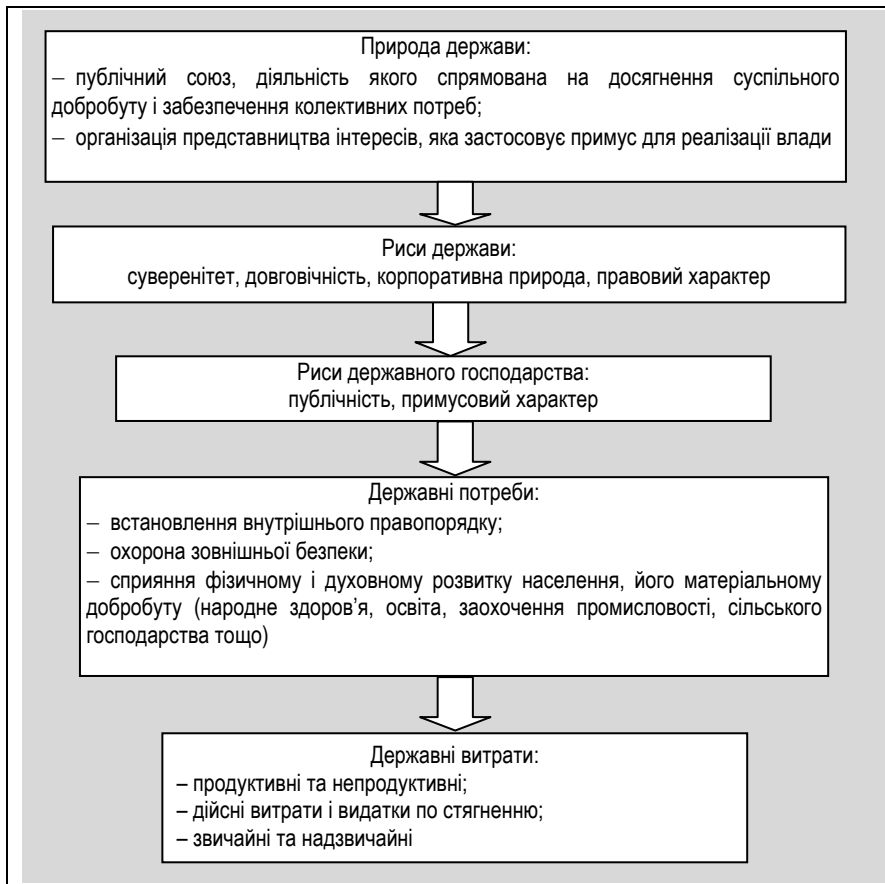 Природа держави:
– публічний союз, діяльність якого спрямована на досягнення суспільного
добробуту і забезпечення колективних потреб;
– організація представництва інтересів, яка застосовує примус для реалізації влади
Риси держави:
суверенітет, довговічність, корпоративна природа, правовий характер
Риси державного господарства:
публічність, примусовий характер
Державні потреби:
– встановлення внутрішнього правопорядку;
– охорона зовнішньої безпеки;
– сприяння фізичному і духовному розвитку населення, його матеріальному
добробуту (народне здоров’я, освіта, заохочення промисловості, сільського
господарства тощо)
Державні витрати:
– продуктивні та непродуктивні;
– дійсні витрати і видатки по стягненню;
– звичайні та надзвичайні